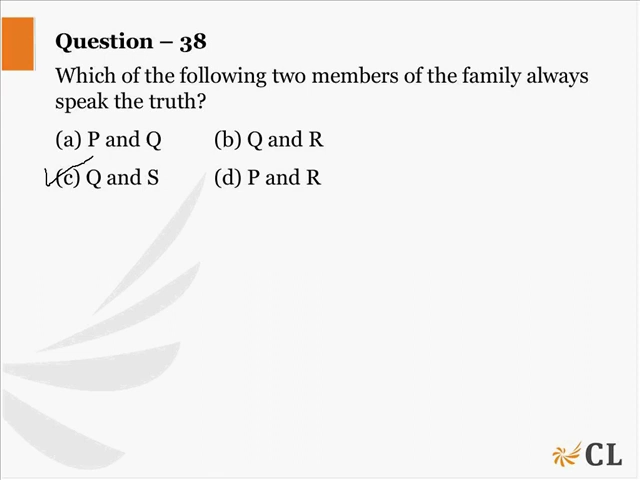 Question – 38
Which of the following two members of the family always
speak the truth?
(a) P and Q (b) Q and R
(c) Q and S (d) P and R
CL